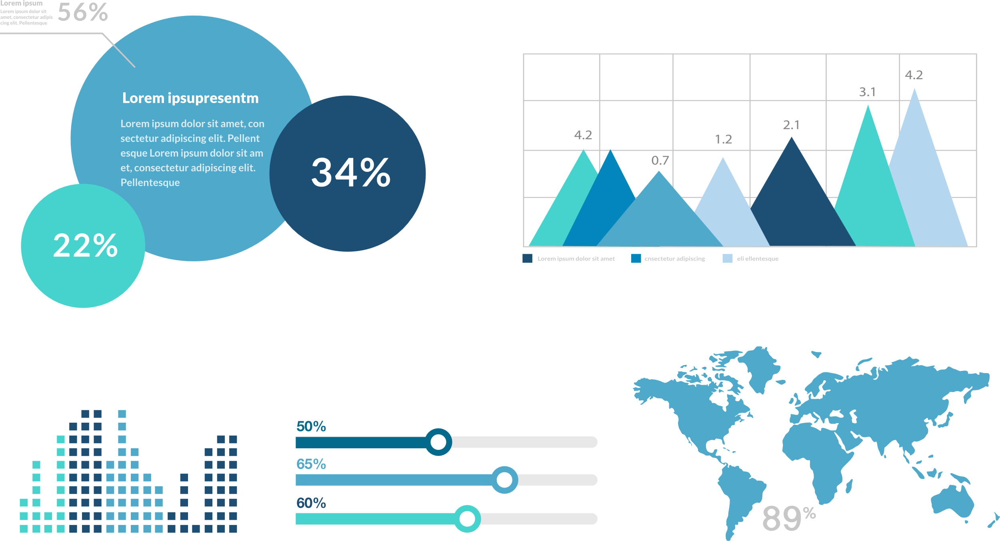 Lorem ipsum
Lorem ipsum dolor sit
amet, consectetur adipis
cing elit. Pellentesque
56%
Lorem ipsupresentm
Lorem ipsum dolor sit amet, con
sectetur adipiscing elit. Pellent
esque Lorem ipsum dolor sit am
et, consectetur adipiscing elit.
Pellentesque
34%
22%
4.2
0.7
1.2
2.1
3.1
4.2
Lorem ipsum dolor sit amet
cnsectetur adipiscing
eli ellentesque
50%
65%
60%
89%